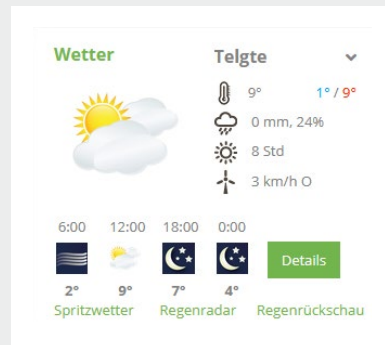 Wetter Telgte
9° 1° / 9°
0 mm, 24%
8 Std
3 km/h O
6:00 12:00 18:00 0:00
Details
2° 9° 7° 4°
Spritzwetter Regenradar Regenrückschau